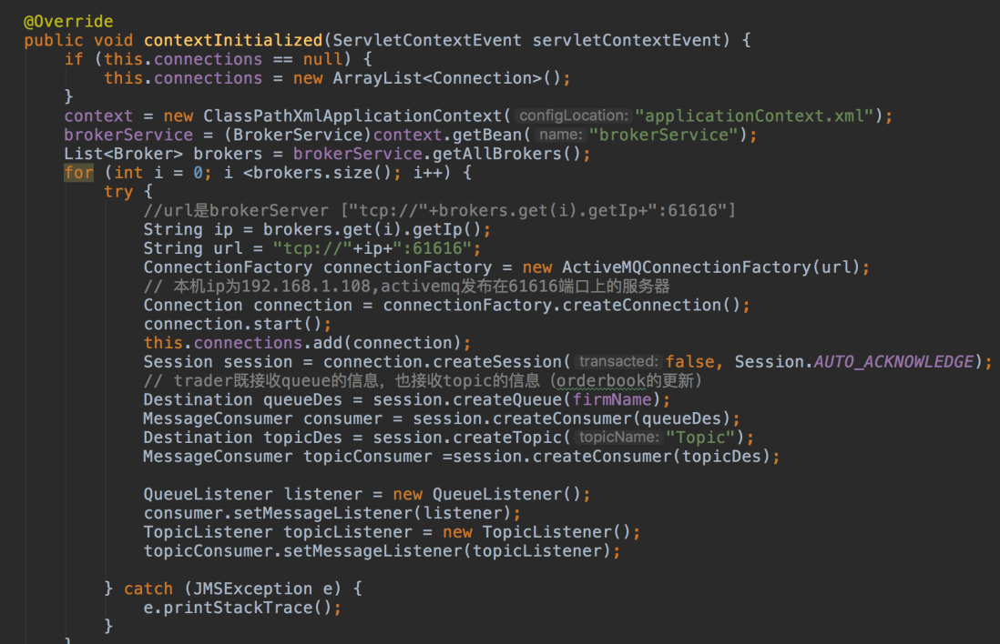 @Override
public void contextInitialized(ServletContextEvent servletContextEvent) {
if (this.connections == null) {
this.connections = new ArrayList<Connection>();
}
context = new ClassPathXmlApplicationContext( configLocation: "applicationContext.xml");
brokerService = (BrokerService)context.getBean( name: "brokerService");
List<Broker> brokers = brokerService.getAllBrokers();
for (int i = 0; i <brokers.size(); i++) {
try {
//url是brokerServer ["tcp://"+brokers.get(i).getIp+":61616"]
String ip = brokers.get(i).getIp();
String url = "tcp://"+ip+":61616";
ConnectionFactory connectionFactory = new ActiveMQConnectionFactory(url);
// 本机ip为192.168.1.108,activemq发布在61616端口上的服务器
Connection connection = connectionFactory.createConnection();
connection.start();
this.connections.add(connection);
Session session = connection.createSession( transacted: false, Session.AUTO_ACKNOWLEDGE);
// trader既接收queue的信息，也接收topic的信息（orderbook的更新）
Destination queueDes = session.createQueue(firmName);
MessageConsumer consumer = session.createConsumer(queueDes);
Destination topicDes = session.createTopic( topicName: "Topic");
MessageConsumer topicConsumer =session.createConsumer(topicDes);
QueueListener listener = new QueueListener();
consumer.setMessageListener(listener);
TopicListener topicListener = new TopicListener();
topicConsumer.setMessageListener(topicListener);
} catch (JMSException e) {
e.printStackTrace();
}
}